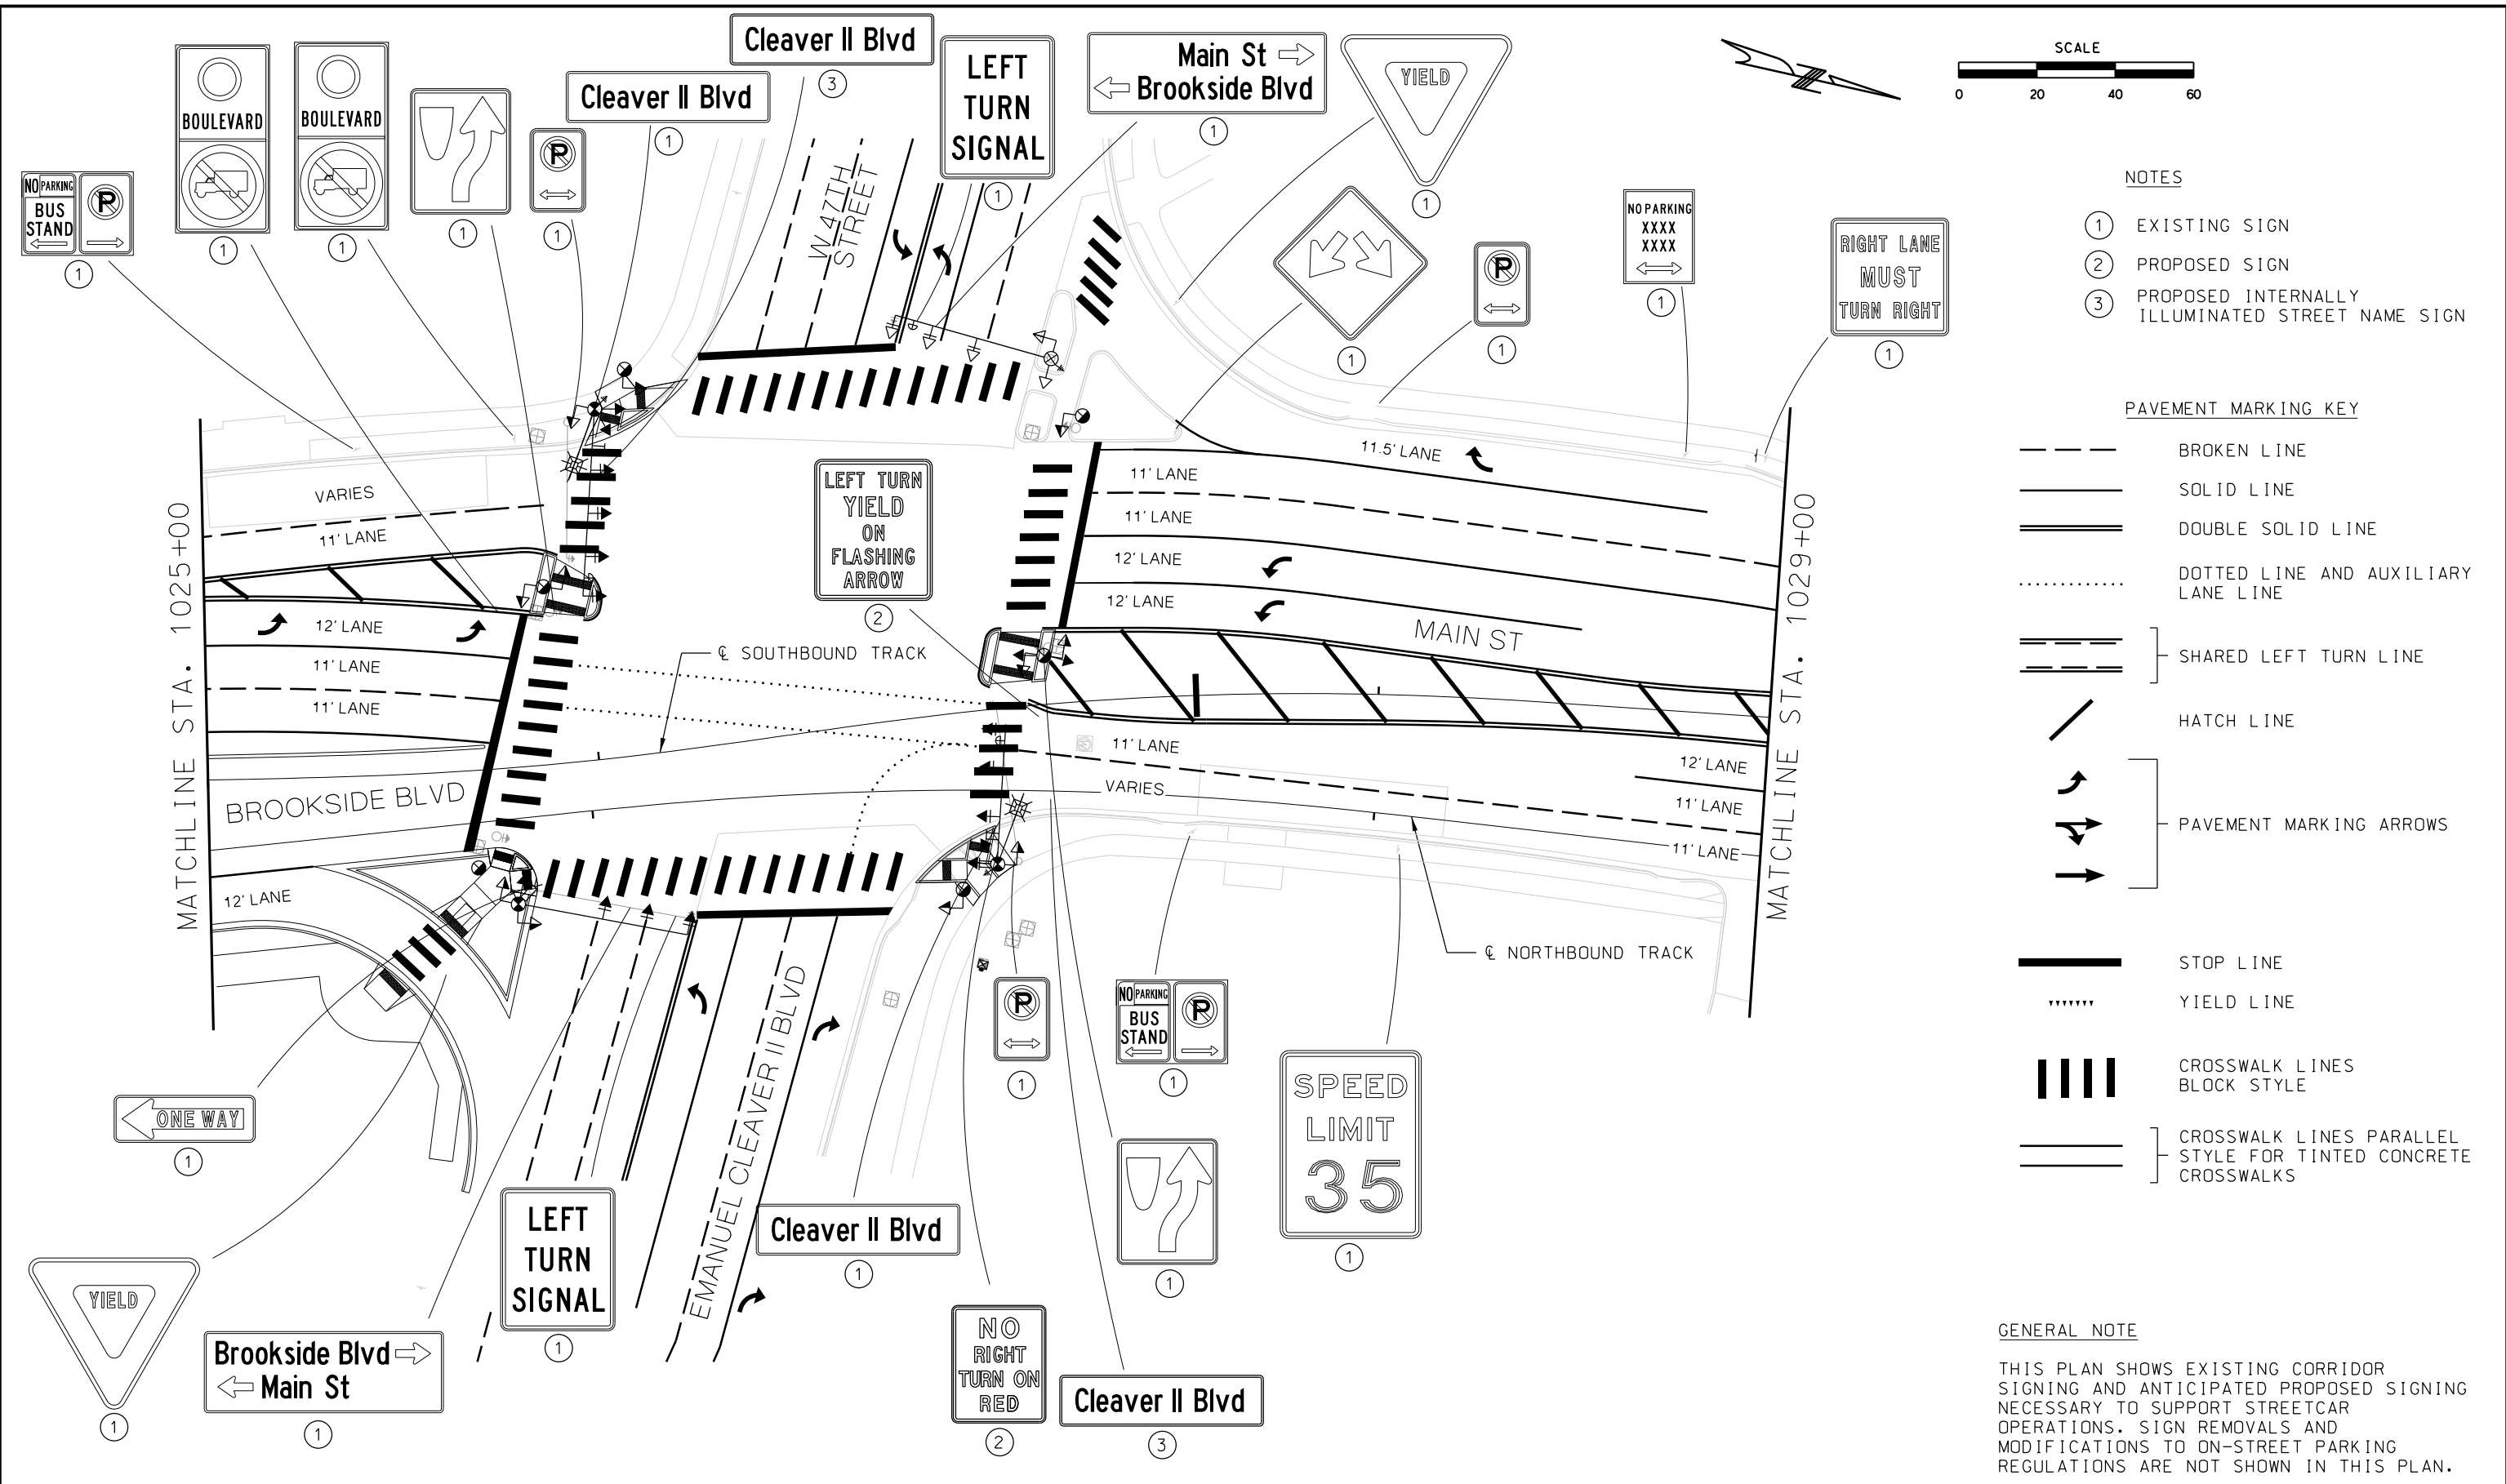 Cleaver II Blvd
3
LEFT
TURN
SIGNAL
1
Main St
Brookside Blvd
1
YIELD
1
SCALE
0 20 40 60
BOULEVARD
1
BOULEVARD
1
1
P
1
Cleaver II Blvd
1
NO PARKING
BUS
STAND
P
1
W 47TH
STREET
1
P
1
NO PARKING
XXXX
XXXX
1
RIGHT LANE
MUST
TURN RIGHT
1
NOTES
1 EXISTING SIGN
2 PROPOSED SIGN
3 PROPOSED INTERNALLY
ILLUMINATED STREET NAME SIGN
PAVEMENT MARKING KEY
BROKEN LINE
SOLID LINE
DOUBLE SOLID LINE
DOTTED LINE AND AUXILIARY
LANE LINE
SHARED LEFT TURN LINE
HATCH LINE
PAVEMENT MARKING ARROWS
STOP LINE
YIELD LINE
CROSSWALK LINES
BLOCK STYLE
CROSSWALK LINES PARALLEL
STYLE FOR TINTED CONCRETE
CROSSWALKS
MATCHLINE STA. 1025+00
VARIES
11' LANE
12' LANE
11' LANE
11' LANE
BROOKSIDE BLVD
12' LANE
LEFT TURN
YIELD
ON
FLASHING
ARROW
2
℄ SOUTHBOUND TRACK
11.5' LANE
11' LANE
11' LANE
12' LANE
12' LANE
MAIN ST
11' LANE
VARIES
12' LANE
11' LANE
11' LANE
MATCHLINE STA. 1029+00
℄ NORTHBOUND TRACK
EMANUEL CLEAVER II BLVD
ONE WAY
1
YIELD
1
Brookside Blvd
Main St
1
LEFT
TURN
SIGNAL
1
Cleaver II Blvd
1
P
1
NO PARKING
BUS
STAND
P
1
1
SPEED
LIMIT
35
1
NO
RIGHT
TURN ON
RED
2
Cleaver II Blvd
3
GENERAL NOTE
THIS PLAN SHOWS EXISTING CORRIDOR
SIGNING AND ANTICIPATED PROPOSED SIGNING
NECESSARY TO SUPPORT STREETCAR
OPERATIONS. SIGN REMOVALS AND
MODIFICATIONS TO ON-STREET PARKING
REGULATIONS ARE NOT SHOWN IN THIS PLAN.